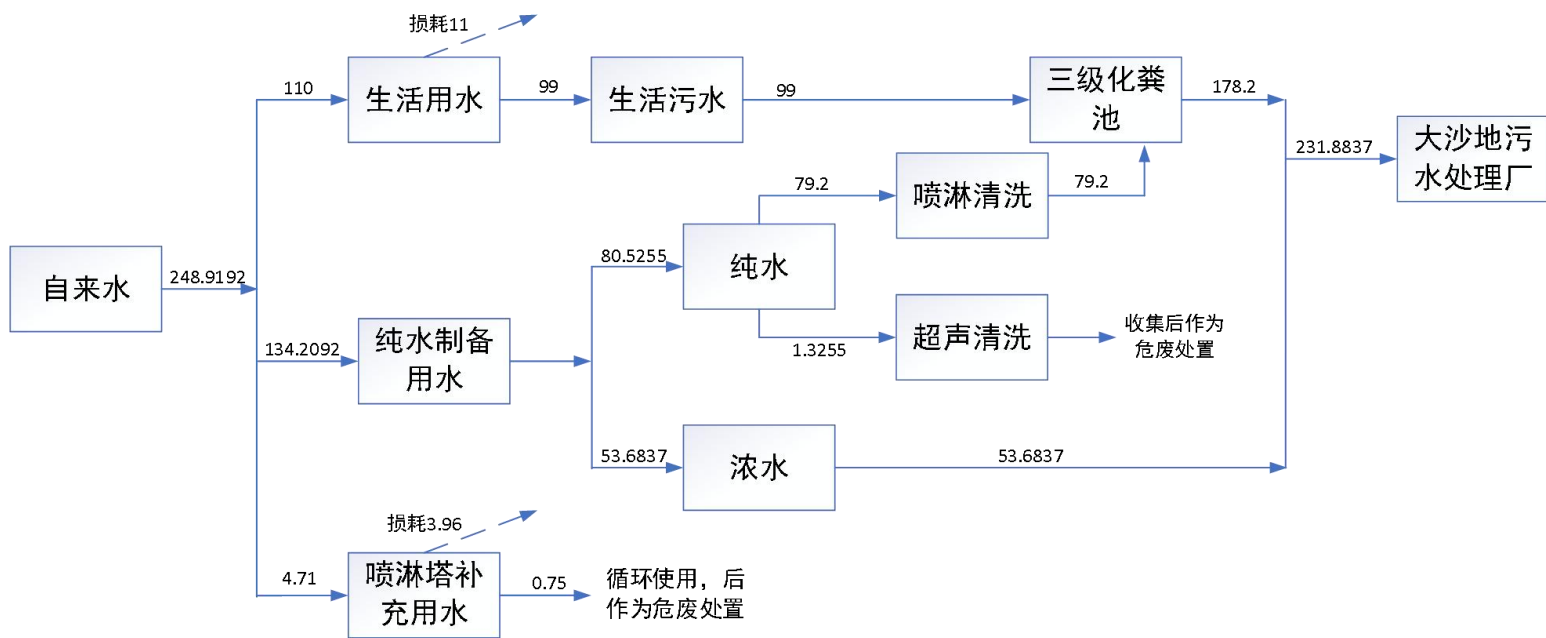 损耗11
110
生活用水
99
生活污水
99
三级化粪
池
178.2
231.8837
大沙地污
水处理厂
79.2
喷淋清洗
79.2
自来水
248.9192
80.5255
纯水
134.2092
纯水制备
用水
1.3255
超声清洗
收集后作为
危废处置
53.6837
浓水
53.6837
损耗3.96
4.71
喷淋塔补
充用水
0.75
循环使用，后
作为危废处置